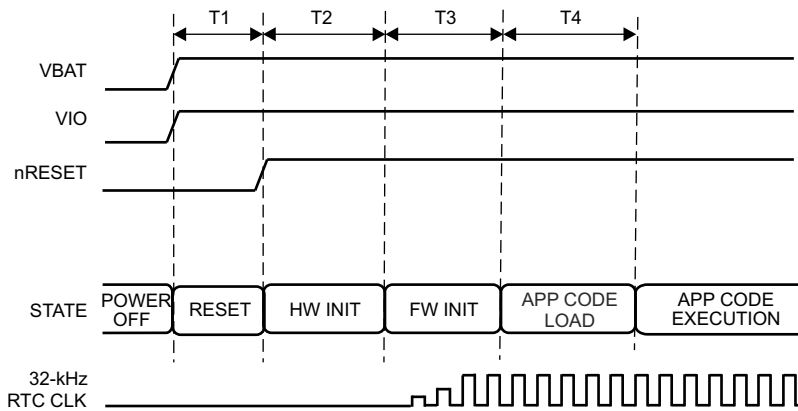 T1 T2 T3 T4
VBAT
VIO
nRESET
STATE
POWER
OFF
RESET
HW INIT
FW INIT
APP CODE
LOAD
APP CODE
EXECUTION
32-kHz
RTC CLK